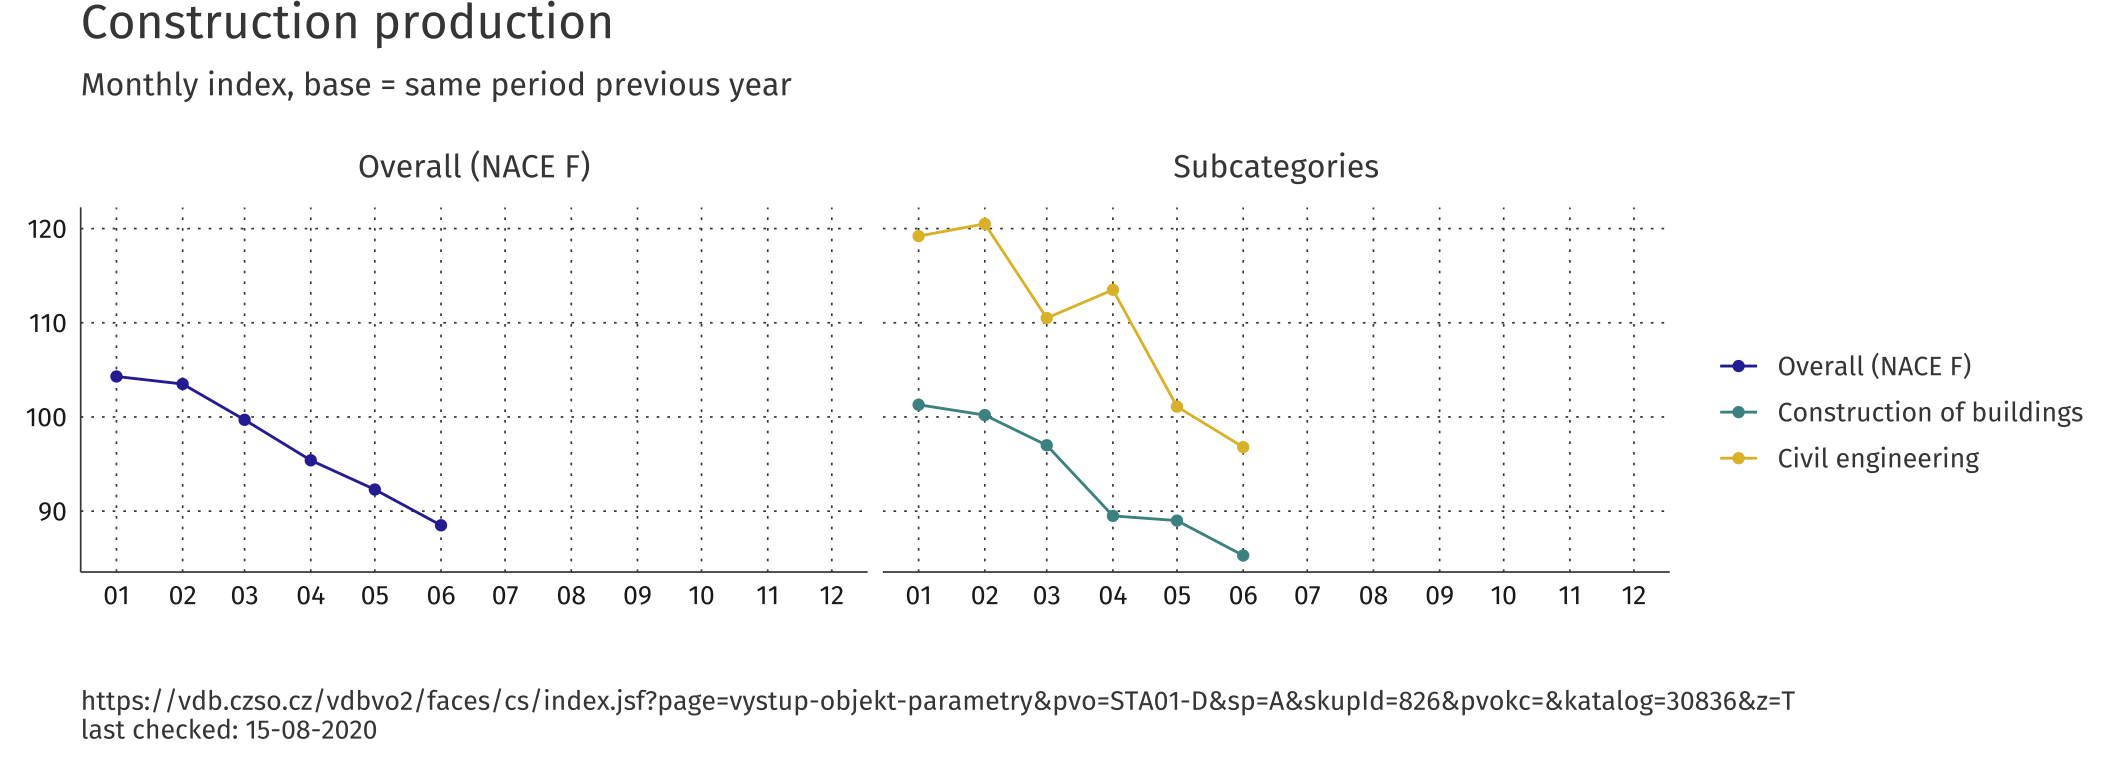 Construction production
Monthly index, base = same period previous year
Overall (NACE F)
Subcategories
120
110
100
90
01 02 03 04 05 06 07 08 09 10 11 12
01 02 03 04 05 06 07 08 09 10 11 12
Overall (NACE F)
Construction of buildings
Civil engineering
https://vdb.czso.cz/vdbvo2/faces/cs/index.jsf?page=vystup-objekt-parametry&pvo=STA01-D&sp=A&skupId=826&pvokc=&katalog=30836&z=T
last checked: 15-08-2020